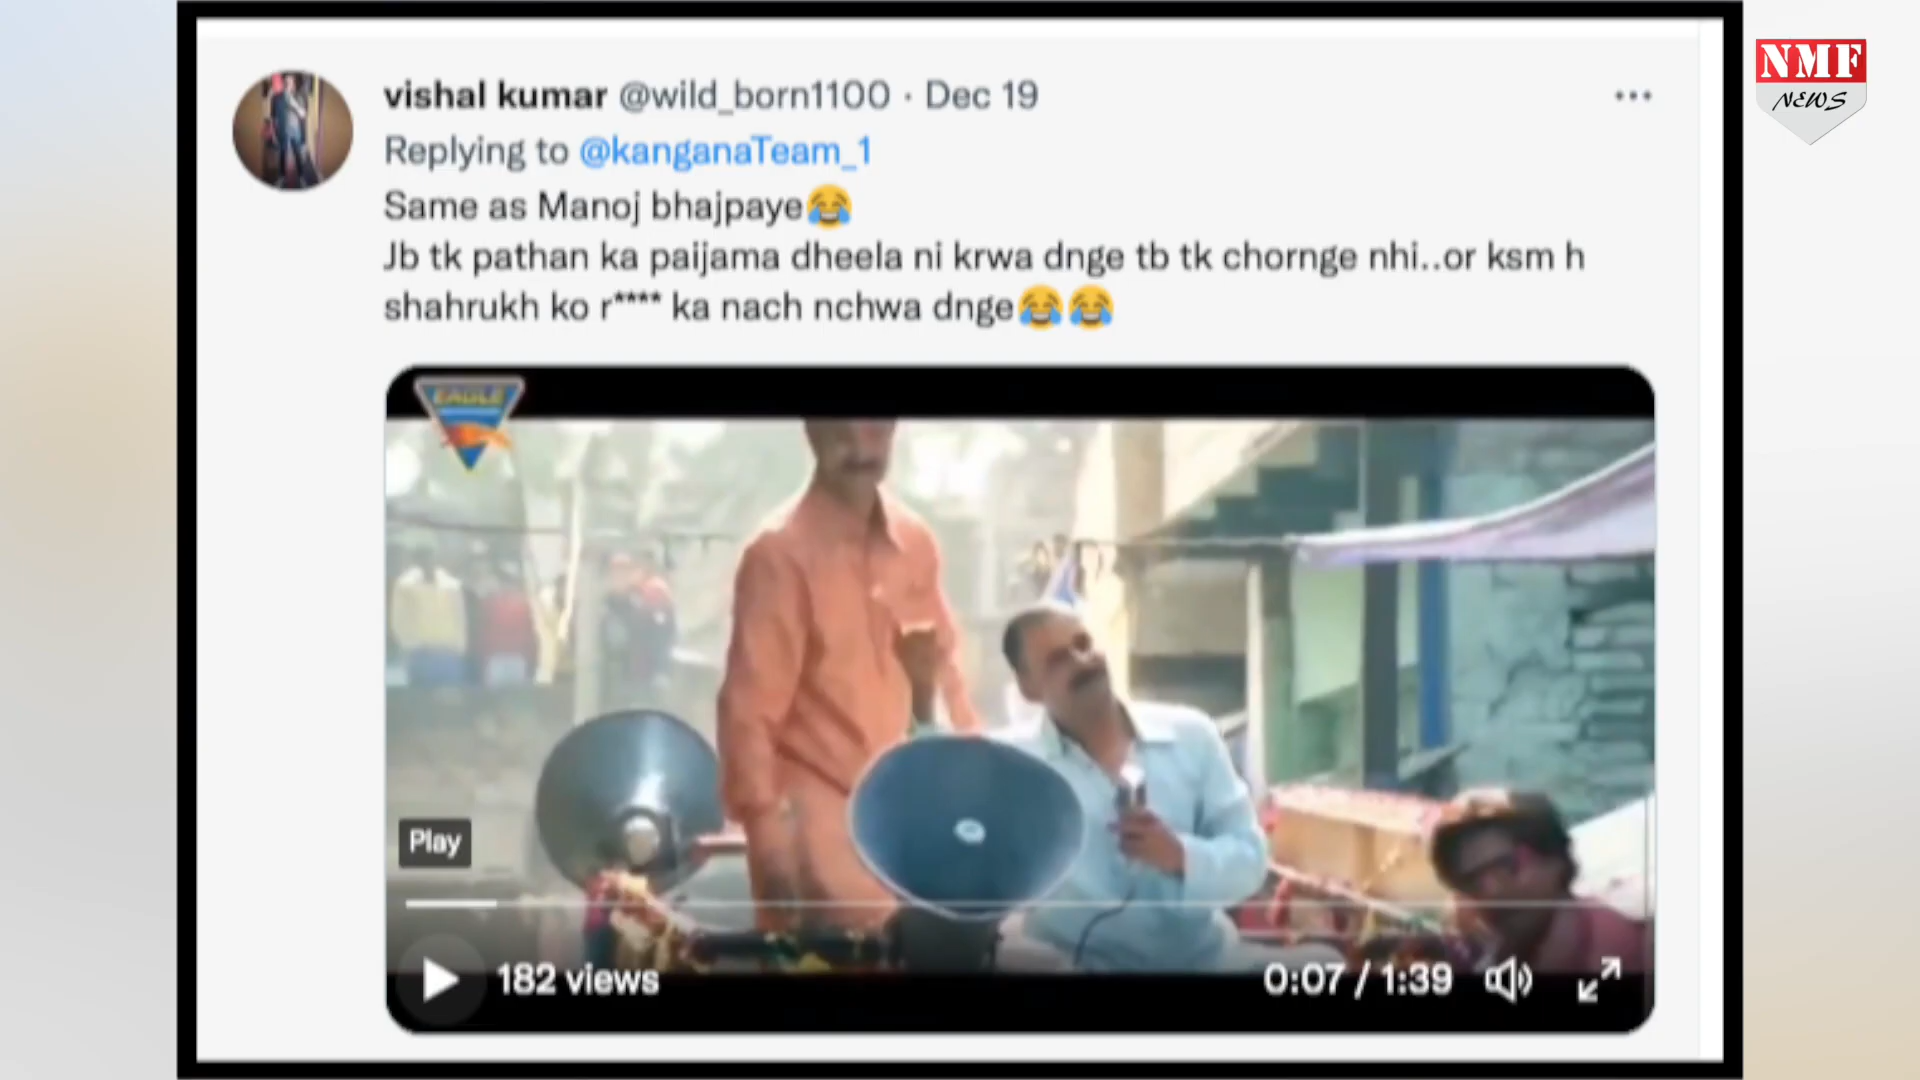 vishal kumar @wild_born1100 · Dec 19
NMF
NEWS
Replying to @kanganaTeam_1
Same as Manoj bhajpaye😂
Jb tk pathan ka paijama dheela ni krwa dnge tb tk chornge nhi..or ksm h
shahrukh ko r**** ka nach nchwa dnge😂😂
EAGLE
Play
182 views
0:07 / 1:39